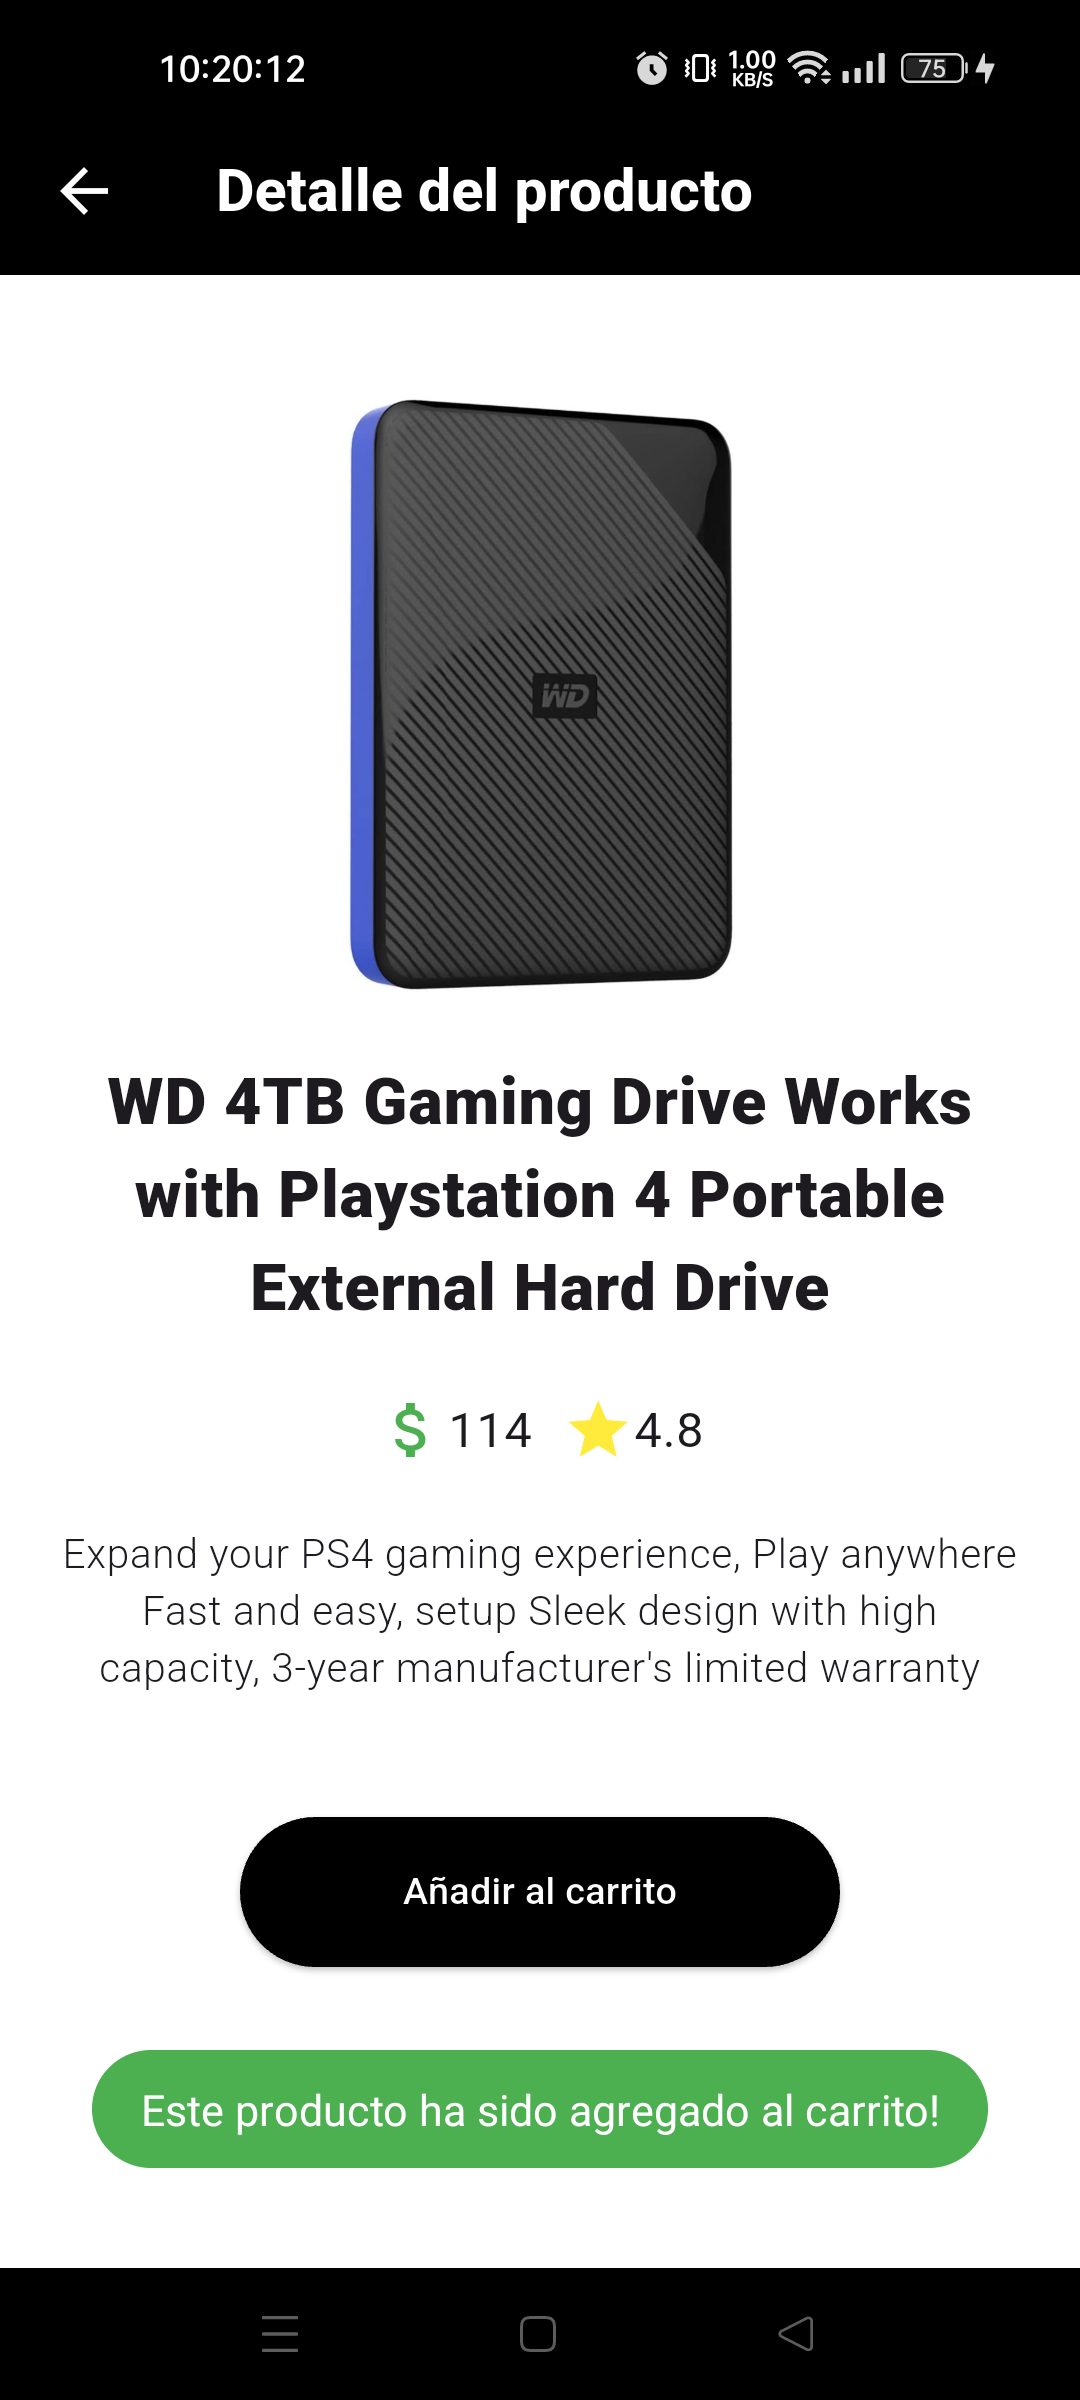 10:20:12
1.00
KB/S
75
Detalle del producto
WD
WD 4TB Gaming Drive Works
with Playstation 4 Portable
External Hard Drive
$ 114 4.8
Expand your PS4 gaming experience, Play anywhere
Fast and easy, setup Sleek design with high
capacity, 3-year manufacturer's limited warranty
Añadir al carrito
Este producto ha sido agregado al carrito!